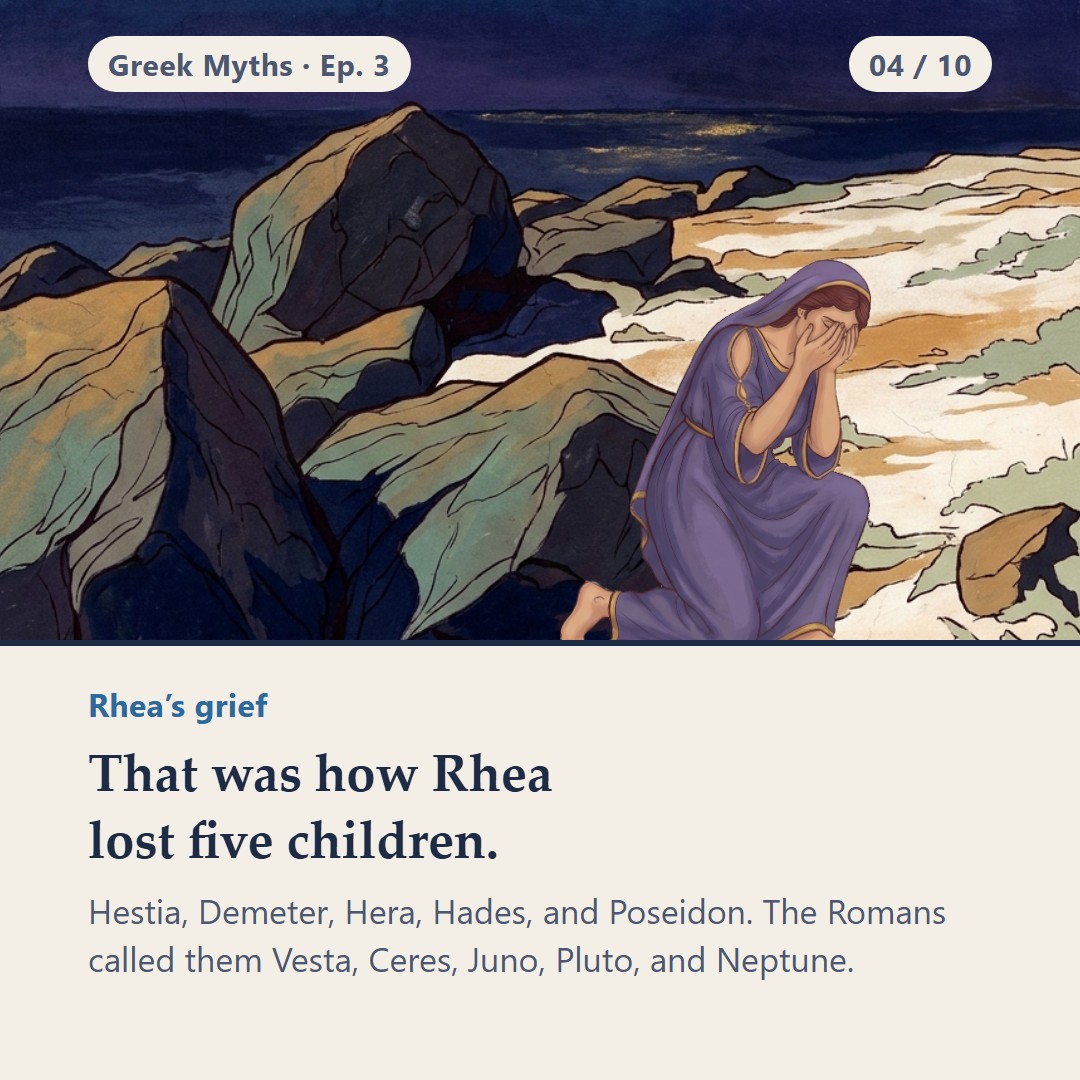 Greek Myths · Ep. 3
04 / 10
Rhea’s grief
That was how Rhea
lost five children.
Hestia, Demeter, Hera, Hades, and Poseidon. The Romans
called them Vesta, Ceres, Juno, Pluto, and Neptune.